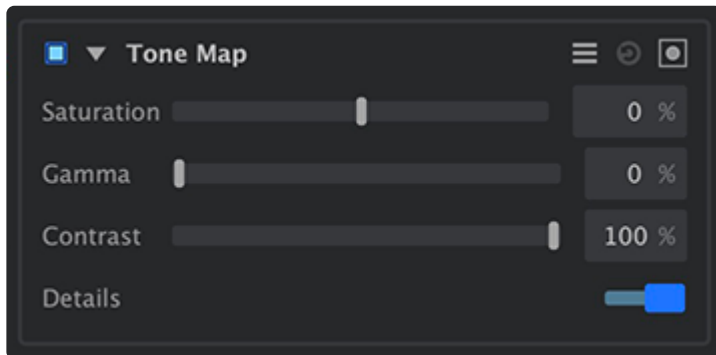 Tone Map
Saturation 0 %
Gamma 0 %
Contrast 100 %
Details